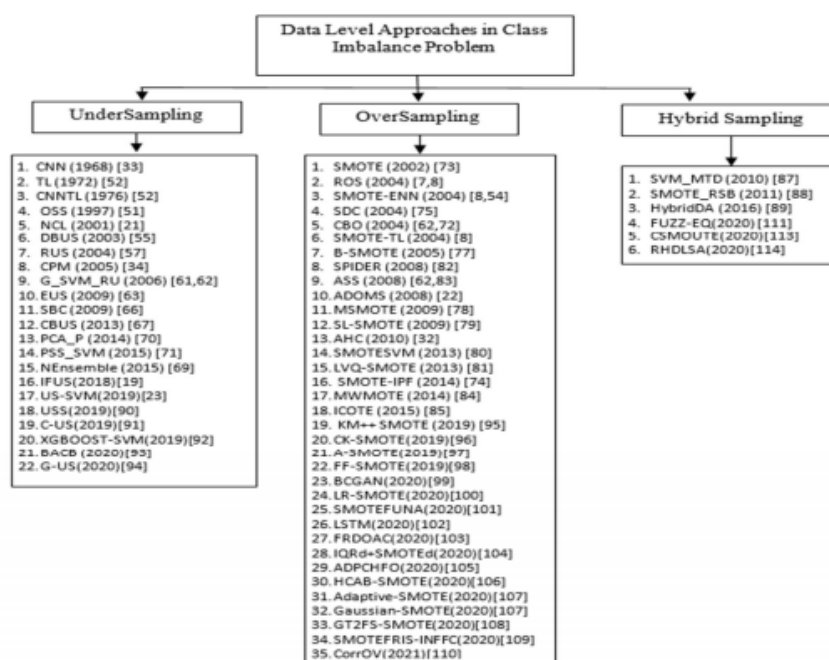 Data Level Approaches in Class
Imbalance Problem
UnderSampling
1. CNN (1968) [33]
2. TL (1972) [52]
3. CNNTL (1976) [52]
4. OSS (1997) [51]
5. NCL (2001) [21]
6. DBUS (2003) [55]
7. RUS (2004) [57]
8. CPM (2005) [34]
9. G_SVM_RU (2006) [61,62]
10. EUS (2009) [63]
11. SBC (2009) [66]
12. CBUS (2013) [67]
13. PCA_P (2014) [70]
14. PSS_SVM (2015) [71]
15. NEnsemble (2015) [69]
16. IFUS(2018)[19]
17. US-SVM(2019)[23]
18. USS(2019)[90]
19. C-US(2019)[91]
20. XGBOOST-SVM(2019)[92]
21. BACB (2020)[93]
22. G-US(2020)[94]
OverSampling
1. SMOTE (2002) [73]
2. ROS (2004) [7,8]
3. SMOTE-ENN (2004) [8,54]
4. SDC (2004) [75]
5. CBO (2004) [62,72]
6. SMOTE-TL (2004) [8]
7. B-SMOTE (2005) [77]
8. SPIDER (2008) [82]
9. ASS (2008) [62,83]
10. ADOMS (2008) [22]
11. MSMOTE (2009) [78]
12. SL-SMOTE (2009) [79]
13. AHC (2010) [32]
14. SMOTESVM (2013) [80]
15. LVQ-SMOTE (2013) [81]
16. SMOTE-IPF (2014) [74]
17. MWMOTE (2014) [84]
18. ICOTE (2015) [85]
19. KM++ SMOTE (2019) [95]
20. CK-SMOTE(2019)[96]
21. A-SMOTE(2019)[97]
22. FF-SMOTE(2019)[98]
23. BCGAN(2020)[99]
24. LR-SMOTE(2020)[100]
25. SMOTEFUNA(2020)[101]
26. LSTM(2020)[102]
27. FRDOAC(2020)[103]
28. IQRd+SMOTEd(2020)[104]
29. ADPCHFO(2020)[105]
30. HCAB-SMOTE(2020)[106]
31. Adaptive-SMOTE(2020)[107]
32. Gaussian-SMOTE(2020)[107]
33. GT2FS-SMOTE(2020)[108]
34. SMOTEFRIS-INFFC(2020)[109]
35. CorrOV(2021)[110]
Hybrid Sampling
1. SVM_MTD (2010) [87]
2. SMOTE_RSB (2011) [88]
3. HybridDA (2016) [89]
4. FUZZ-EQ(2020) [111]
5. CSMOUTE(2020)[113]
6. RHDLSA(2020)[114]